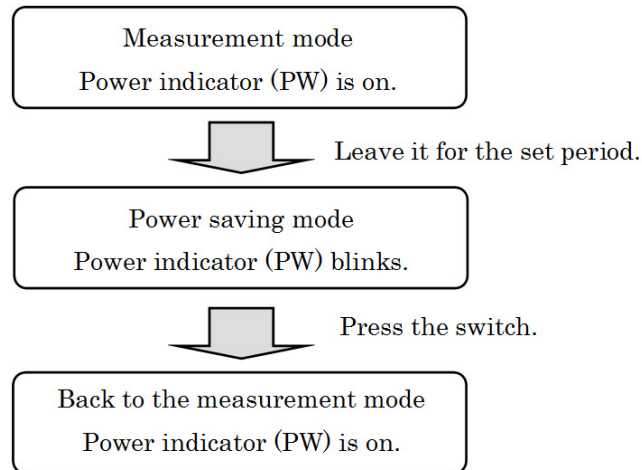 Measurement mode
Power indicator (PW) is on.
Leave it for the set period.
Power saving mode
Power indicator (PW) blinks.
Press the switch.
Back to the measurement mode
Power indicator (PW) is on.